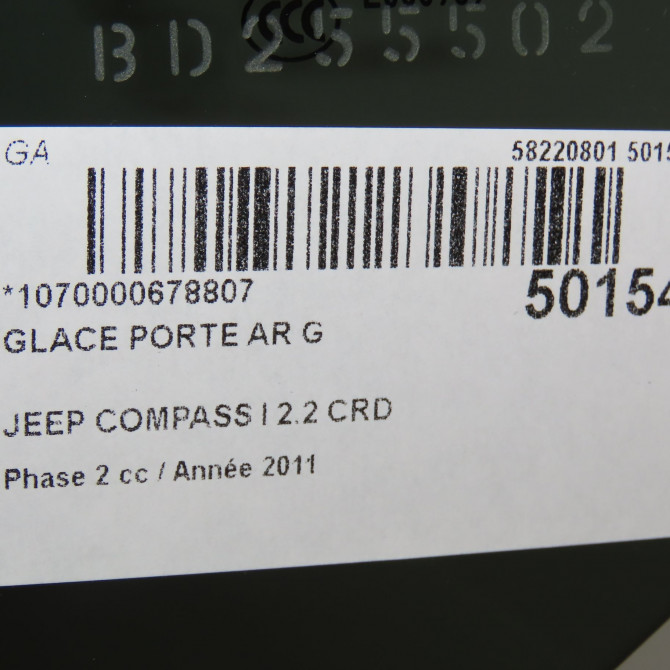 BD255502
GA
58220801 5015
*1070000678807
50154
GLACE PORTE AR G
JEEP COMPASS I 2.2 CRD
Phase 2 cc / Année 2011